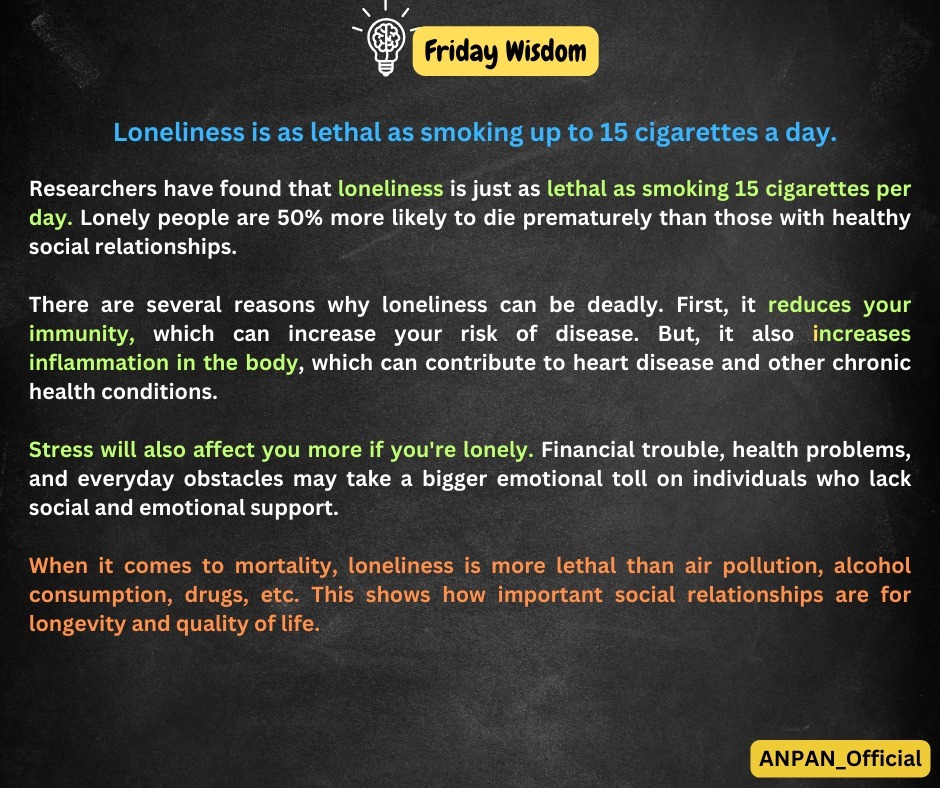 Friday Wisdom
Loneliness is as lethal as smoking up to 15 cigarettes a day.
Researchers have found that loneliness is just as lethal as smoking 15 cigarettes per
day. Lonely people are 50% more likely to die prematurely than those with healthy
social relationships.
There are several reasons why loneliness can be deadly. First, it reduces your
immunity, which can increase your risk of disease. But, it also increases
inflammation in the body, which can contribute to heart disease and other chronic
health conditions.
Stress will also affect you more if you're lonely. Financial trouble, health problems,
and everyday obstacles may take a bigger emotional toll on individuals who lack
social and emotional support.
When it comes to mortality, loneliness is more lethal than air pollution, alcohol
consumption, drugs, etc. This shows how important social relationships are for
longevity and quality of life.
ANPAN_Official